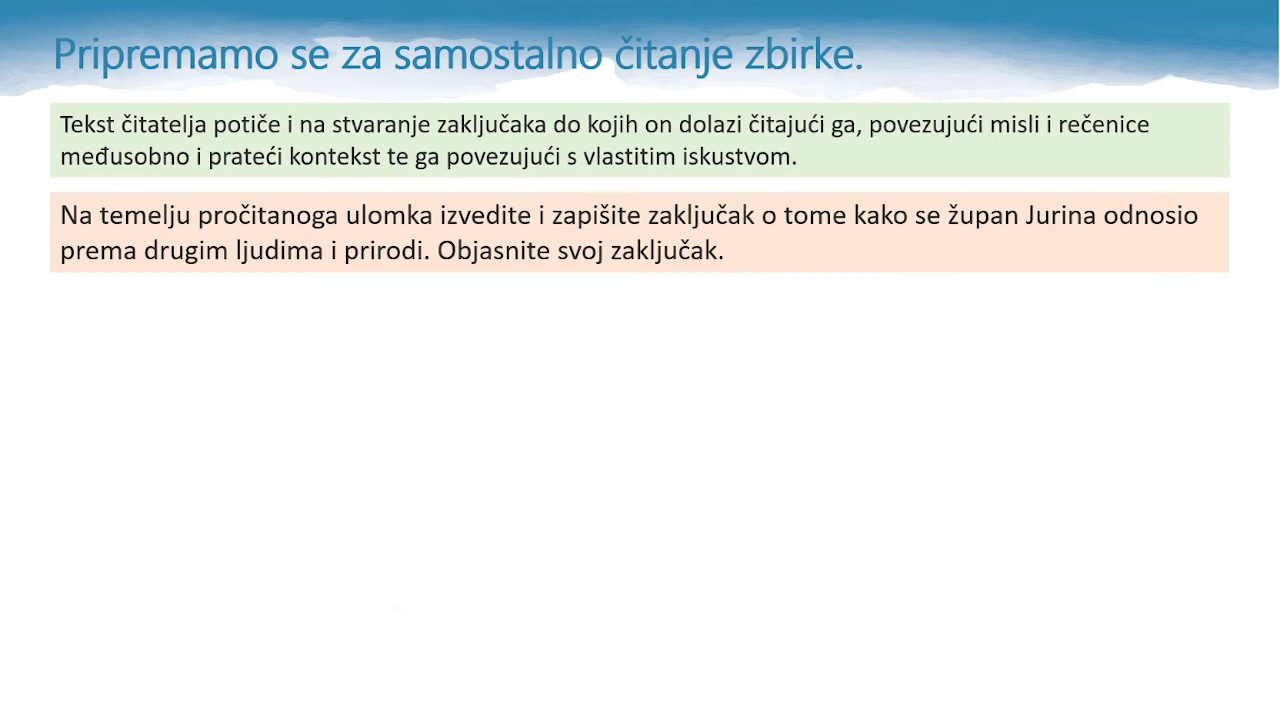 Pripremamo se za samostalno čitanje zbirke.
Tekst čitatelja potiče i na stvaranje zaključaka do kojih on dolazi čitajući ga, povezujući misli i rečenice
međusobno i prateći kontekst te ga povezujući s vlastitim iskustvom.
Na temelju pročitanoga ulomka izvedite i zapišite zaključak o tome kako se župan Jurina odnosio
prema drugim ljudima i prirodi. Objasnite svoj zaključak.